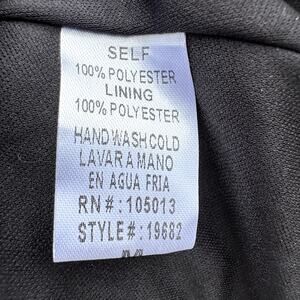 SELF
100% POLYESTER
LINING
100% POLYESTER
HAND WASH COLD
LAVAR A MANO
EN AGUA FRIA
RN#:105013
STYLE#:19682